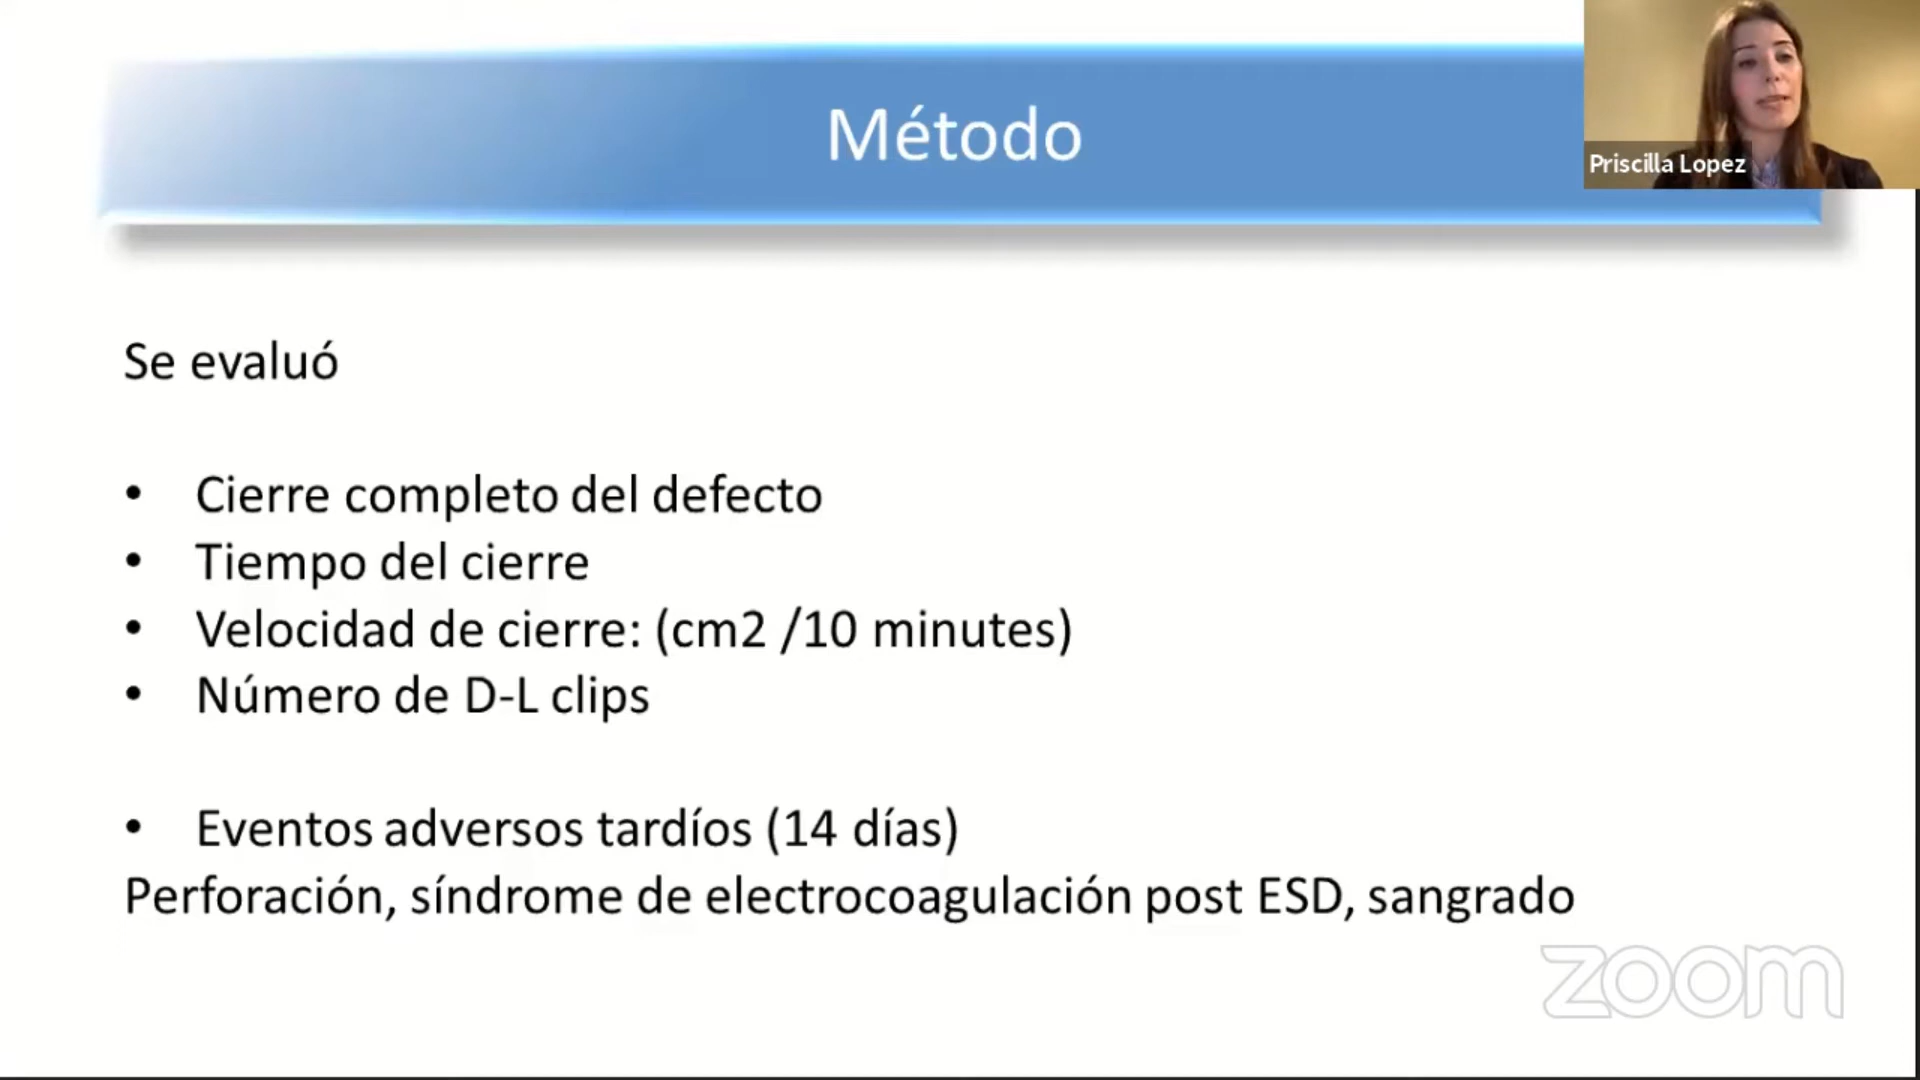 Método
Priscilla Lopez
Se evaluó
• Cierre completo del defecto
• Tiempo del cierre
• Velocidad de cierre: (cm2 /10 minutes)
• Número de D-L clips
• Eventos adversos tardíos (14 días)
Perforación, síndrome de electrocoagulación post ESD, sangrado
zoom